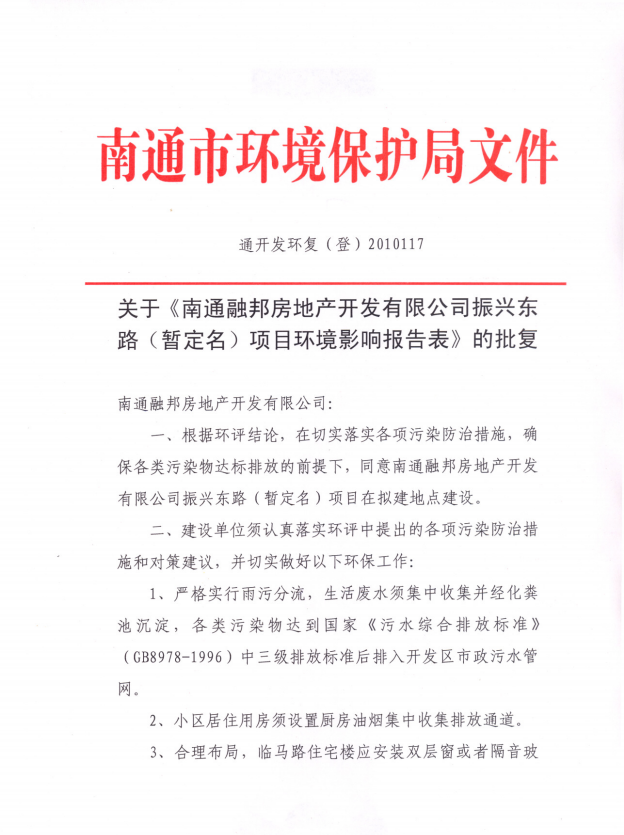 南通市环境保护局文件
通开发环复（登）2010117
关于《南通融邦房地产开发有限公司振兴东
路（暂定名）项目环境影响报告表》的批复
南通融邦房地产开发有限公司：
一、根据环评结论，在切实落实各项污染防治措施，确
保各类污染物达标排放的前提下，同意南通融邦房地产开发
有限公司振兴东路（暂定名）项目在拟建地点建设。
二、建设单位须认真落实环评中提出的各项污染防治措
施和对策建议，并切实做好以下环保工作：
1、严格实行雨污分流，生活废水须集中收集并经化粪
池沉淀，各类污染物达到国家《污水综合排放标准》
（GB8978-1996）中三级排放标准后排入开发区市政污水管
网。
2、小区居住用房须设置厨房油烟集中收集排放通道。
3、合理布局，临马路住宅楼应安装双层窗或者隔音玻